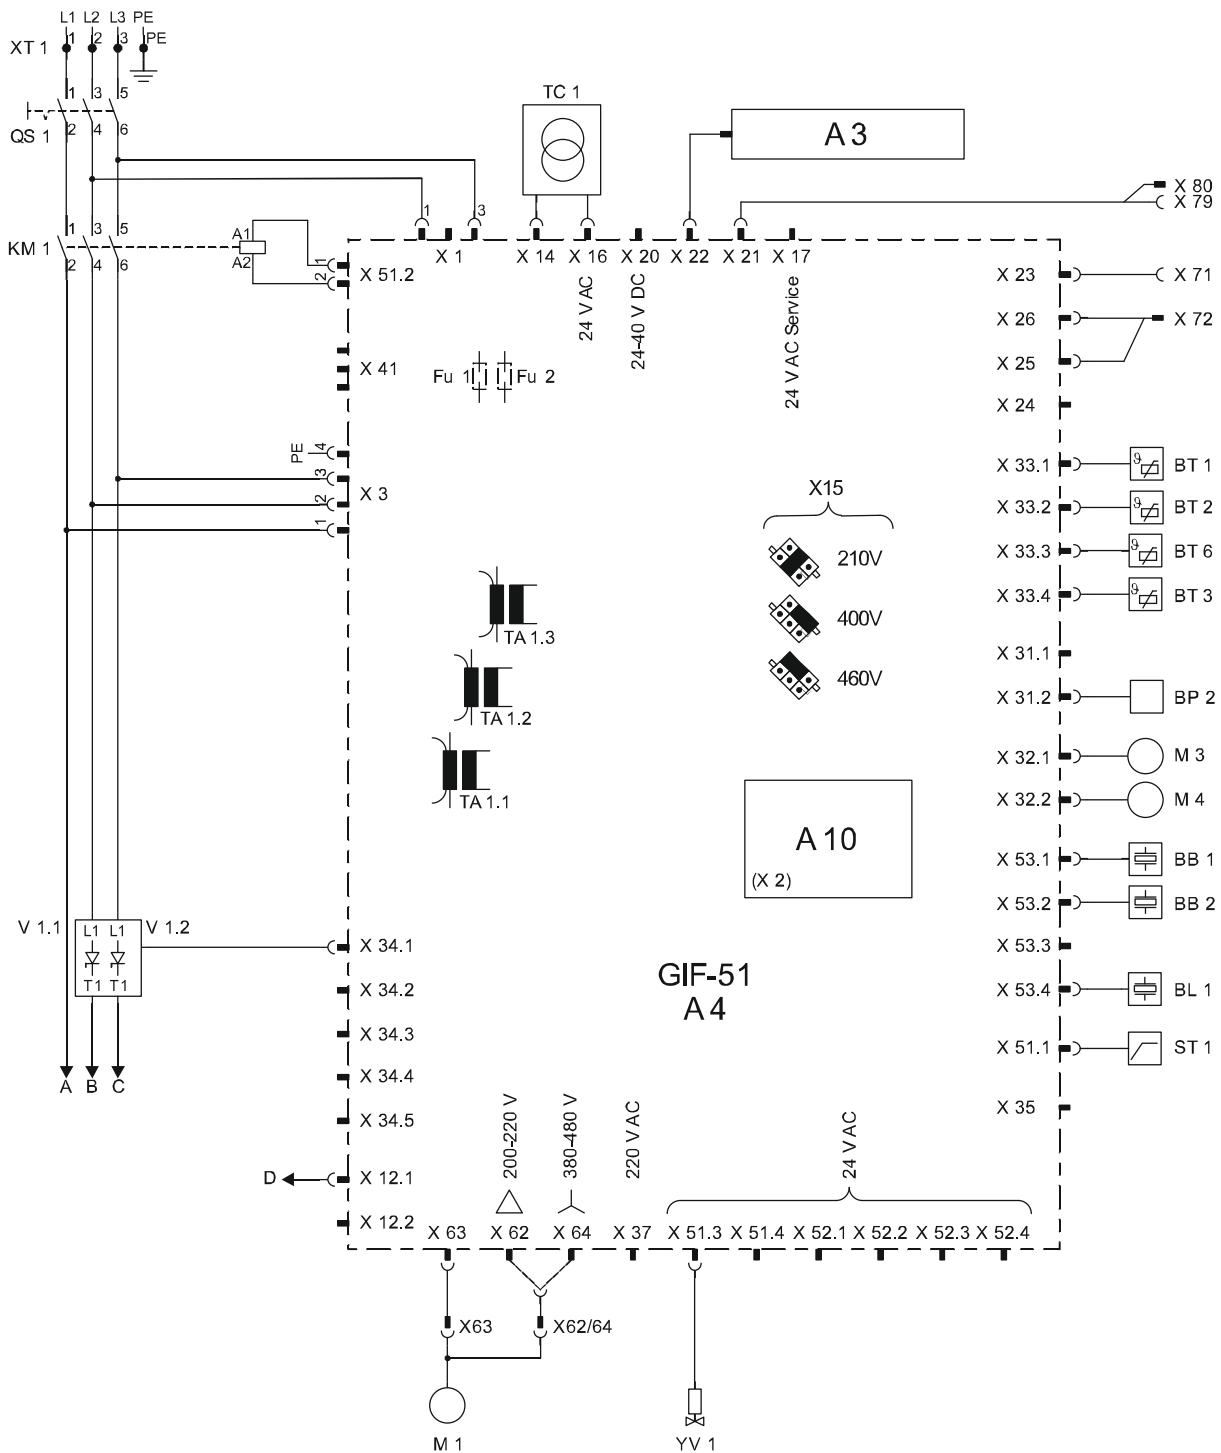 L1 L2 L3 PE
XT 1 1 2 3 PE
TC 1
1 3 5
QS 1 2 4 6
A 3
X 80
X 79
1 3
1 3 5
KM 1 2 4 6
A1
A2
1
2
X 51.2
X 1 X 14 X 16 X 20 X 22 X 21 X 17
24 V AC
24-40 V DC
24 V AC Service
X 23 X 71
X 26 X 72
X 25
X 24
X 41
Fu 1 Fu 2
PE 4
3
X 3
2
1
X15
210V
400V
460V
X 33.1 ϑ BT 1
X 33.2 ϑ BT 2
X 33.3 ϑ BT 6
X 33.4 ϑ BT 3
TA 1.3
TA 1.2
TA 1.1
X 31.1
X 31.2 BP 2
X 32.1 M 3
X 32.2 M 4
A 10
(X 2)
X 53.1 BB 1
X 53.2 BB 2
X 53.3
X 53.4 BL 1
X 51.1 ST 1
X 35
V 1.1 L1 L1 V 1.2
T1 T1
X 34.1
X 34.2
X 34.3
X 34.4
X 34.5
GIF-51
A 4
A B C
D X 12.1
X 12.2
200-220 V
380-480 V
220 V AC
24 V AC
X 63 X 62 X 64 X 37 X 51.3 X 51.4 X 52.1 X 52.2 X 52.3 X 52.4
X63 X62/64
M 1 YV 1